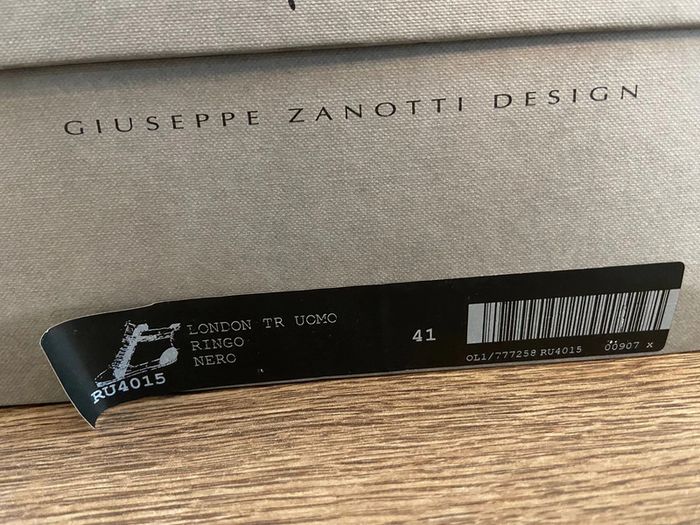 GIUSEPPE ZANOTTI DESIGN
LONDON TR UOMO
RINGO
NERO
RU4015
41
OL1/777258 RU4015 00907 x